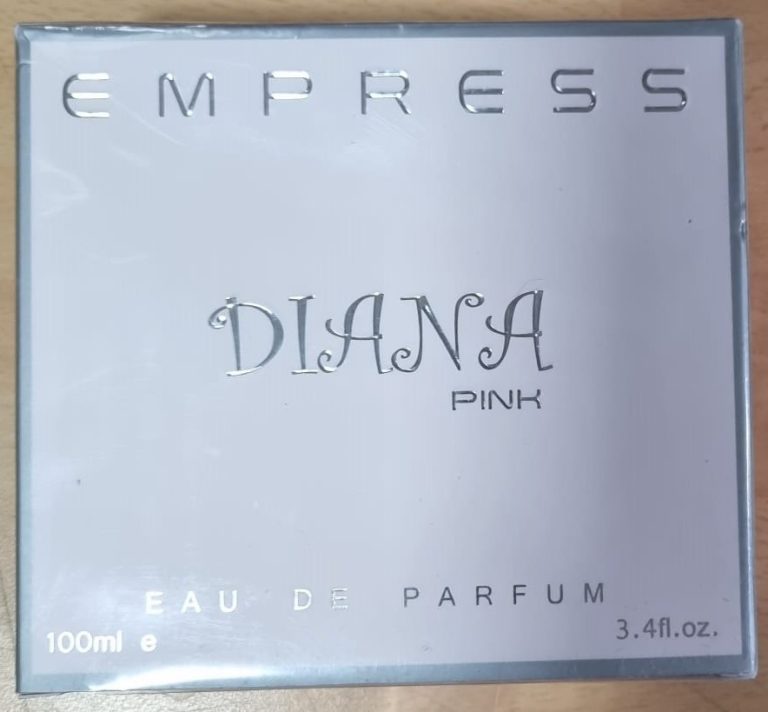 EMPRESS
DIANA
PINK
EAU DE PARFUM
100ml e 3.4fl.oz.